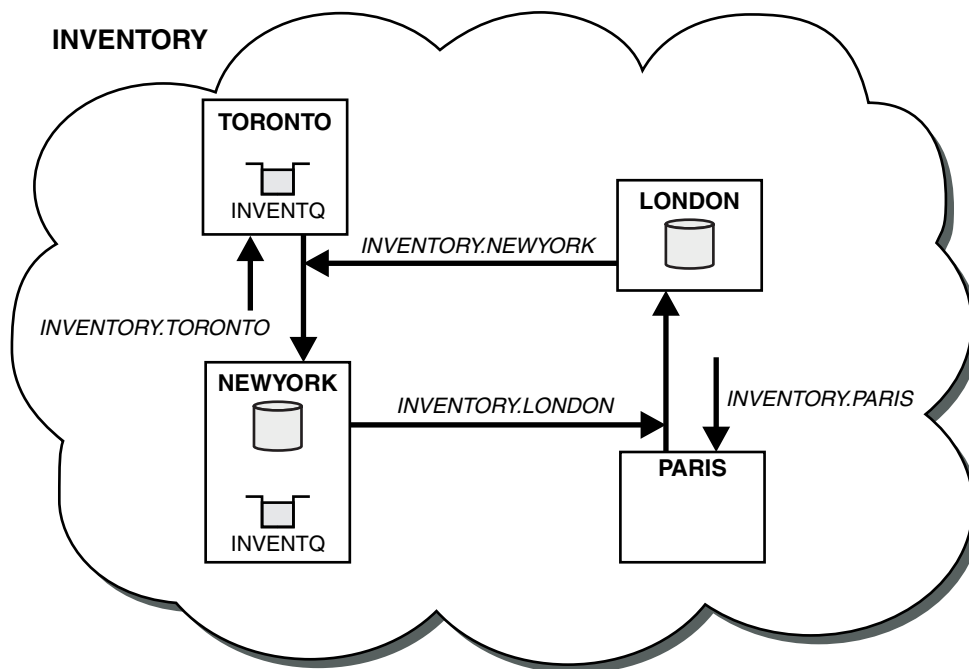 INVENTORY
TORONTO
INVENTQ
LONDON
INVENTORY.NEWYORK
INVENTORY.TORONTO
NEWYORK
INVENTQ
INVENTORY.LONDON
INVENTORY.PARIS
PARIS